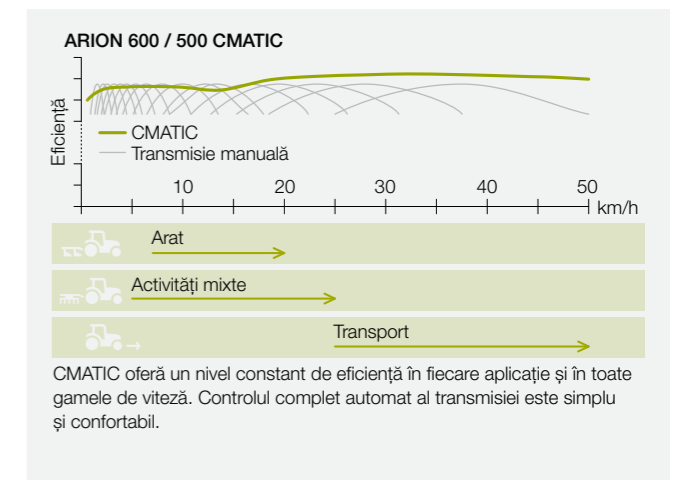 ARION 600 / 500 CMATIC
Eficiență
CMATIC
Transmisie manuală
10 20 30 40 50
km/h
Arat
Activități mixte
Transport
CMATIC oferă un nivel constant de eficiență în fiecare aplicație și în toate
gamele de viteză. Controlul complet automat al transmisiei este simplu
și confortabil.